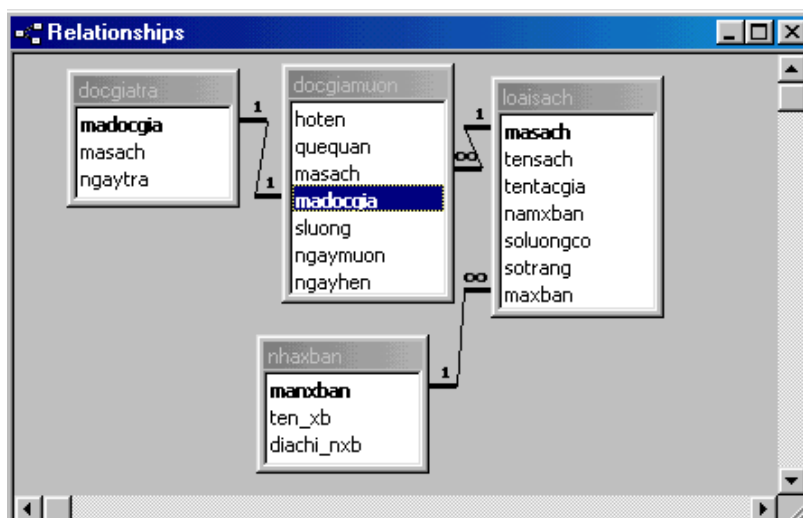 Relationships
docgiatra
madocgia
masach
ngaytra
1
1
docgiamuon
hoten
quequan
masach
madocgia
sluong
ngaymuon
ngayhen
1
∞
loaisach
masach
tensach
tentacgia
namxban
soluongco
sotrang
maxban
∞
1
nhaxban
manxban
ten_xb
diachi_nxb